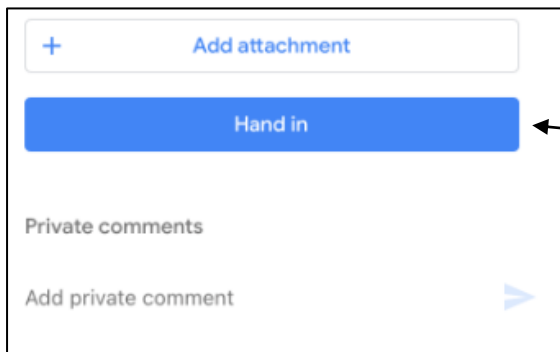 + Add attachment
Hand in
Private comments
Add private comment